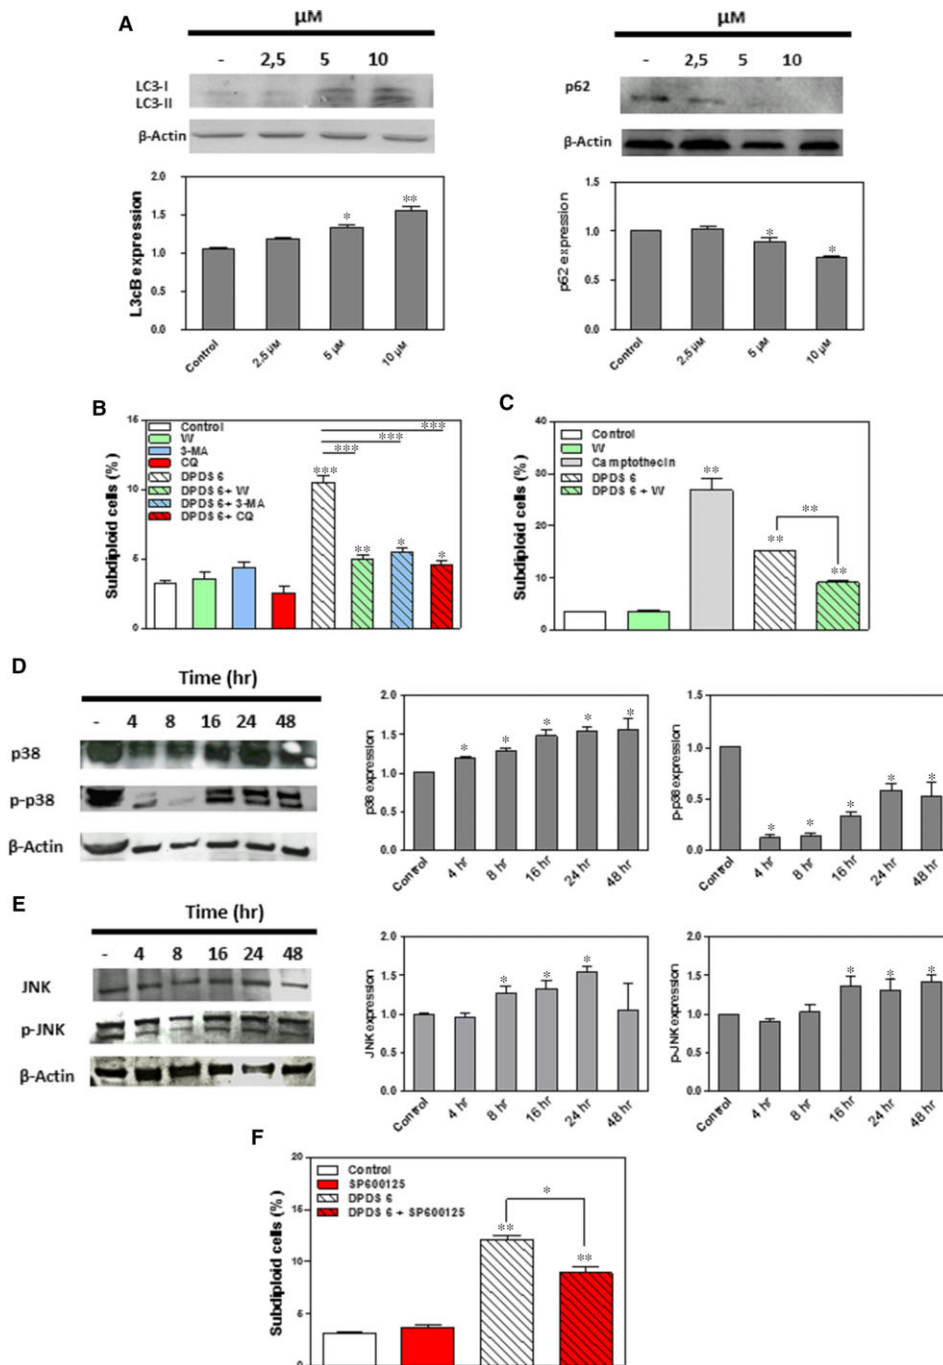 A
µM
- 2,5 5 10
LC3-I
LC3-II
β-Actin
L3cB expression
2.0
1.5
1.0
0.5
0.0
* **
Control 2,5 µM 5 µM 10 µM
µM
- 2,5 5 10
p62
β-Actin
p62 expression
1.5
1.0
0.5
0.0
* *
Control 2,5 µM 5 µM 10 µM
B
Subdiploid cells (%)
15
10
5
0
Control
W
3-MA
CQ
DPDS 6
DPDS 6 + W
DPDS 6 + 3-MA
DPDS 6 + CQ
***
***
***
*** ** * *
C
Subdiploid cells (%)
40
30
20
10
0
Control
W
Camptothecin
DPDS 6
DPDS 6 + W
**
**
** **
D
Time (hr)
- 4 8 16 24 48
p38
p-p38
β-Actin
p38 expression
2.0
1.5
1.0
0.5
0.0
* * * * *
Control 4 hr 8 hr 16 hr 24 hr 48 hr
p-p38 expression
1.5
1.0
0.5
0.0
* * * * *
Control 4 hr 8 hr 16 hr 24 hr 48 hr
E
Time (hr)
- 4 8 16 24 48
JNK
p-JNK
β-Actin
JNK expression
2.0
1.5
1.0
0.5
0.0
* * *
Control 4 hr 8 hr 16 hr 24 hr 48 hr
p-JNK expression
2.0
1.5
1.0
0.5
0.0
* * *
Control 4 hr 8 hr 16 hr 24 hr 48 hr
F
Subdiploid cells (%)
20
15
10
5
0
Control
SP600125
DPDS 6
DPDS 6 + SP600125
*
** **